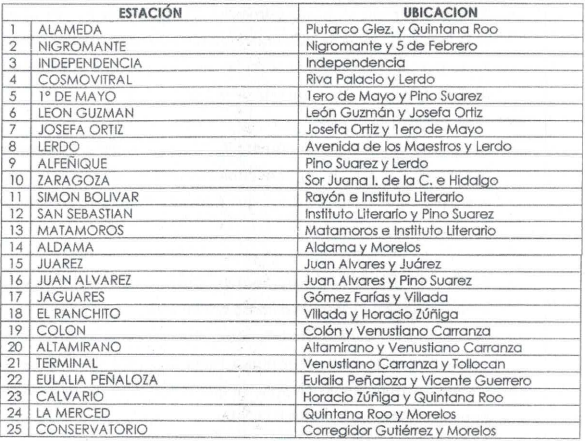 ESTACIÓN UBICACION
1 ALAMEDA Plutarco Glez. y Quintana Roo
2 NIGROMANTE Nigromante y 5 de Febrero
3 INDEPENDENCIA Independencia
4 COSMOVITRAL Riva Palacio y Lerdo
5 1º DE MAYO 1ero de Mayo y Pino Suarez
6 LEON GUZMAN León Guzmán y Josefa Ortiz
7 JOSEFA ORTIZ Josefa Ortiz y 1ero de Mayo
8 LERDO Avenida de los Maestros y Lerdo
9 ALFEÑIQUE Pino Suarez y Lerdo
10 ZARAGOZA Sor Juana I. de la C. e Hidalgo
11 SIMON BOLIVAR Rayón e Instituto Literario
12 SAN SEBASTIAN Instituto Literario y Pino Suarez
13 MATAMOROS Matamoros e Instituto Literario
14 ALDAMA Aldama y Morelos
15 JUAREZ Juan Alvares y Juárez
16 JUAN ALVAREZ Juan Alvares y Pino Suarez
17 JAGUARES Gómez Farías y Villada
18 EL RANCHITO Villada y Horacio Zúñiga
19 COLON Colón y Venustiano Carranza
20 ALTAMIRANO Altamirano y Venustiano Carranza
21 TERMINAL Venustiano Carranza y Tollocan
22 EULALIA PEÑALOZA Eulalia Peñaloza y Vicente Guerrero
23 CALVARIO Horacio Zúñiga y Quintana Roo
24 LA MERCED Quintana Roo y Morelos
25 CONSERVATORIO Corregidor Gutiérrez y Morelos